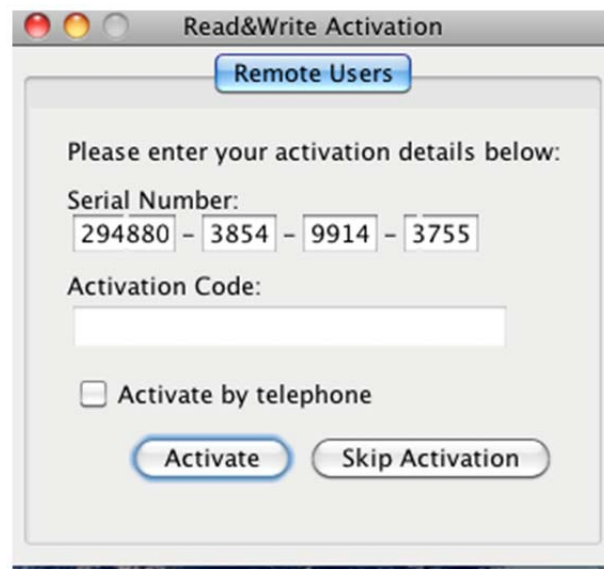 Read&Write Activation
Remote Users
Please enter your activation details below:
Serial Number:
294880 - 3854 - 9914 - 3755
Activation Code:
Activate by telephone
Activate Skip Activation